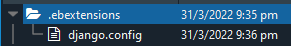 .ebextensions 31/3/2022 9:35 pm
django.config 31/3/2022 9:36 pm